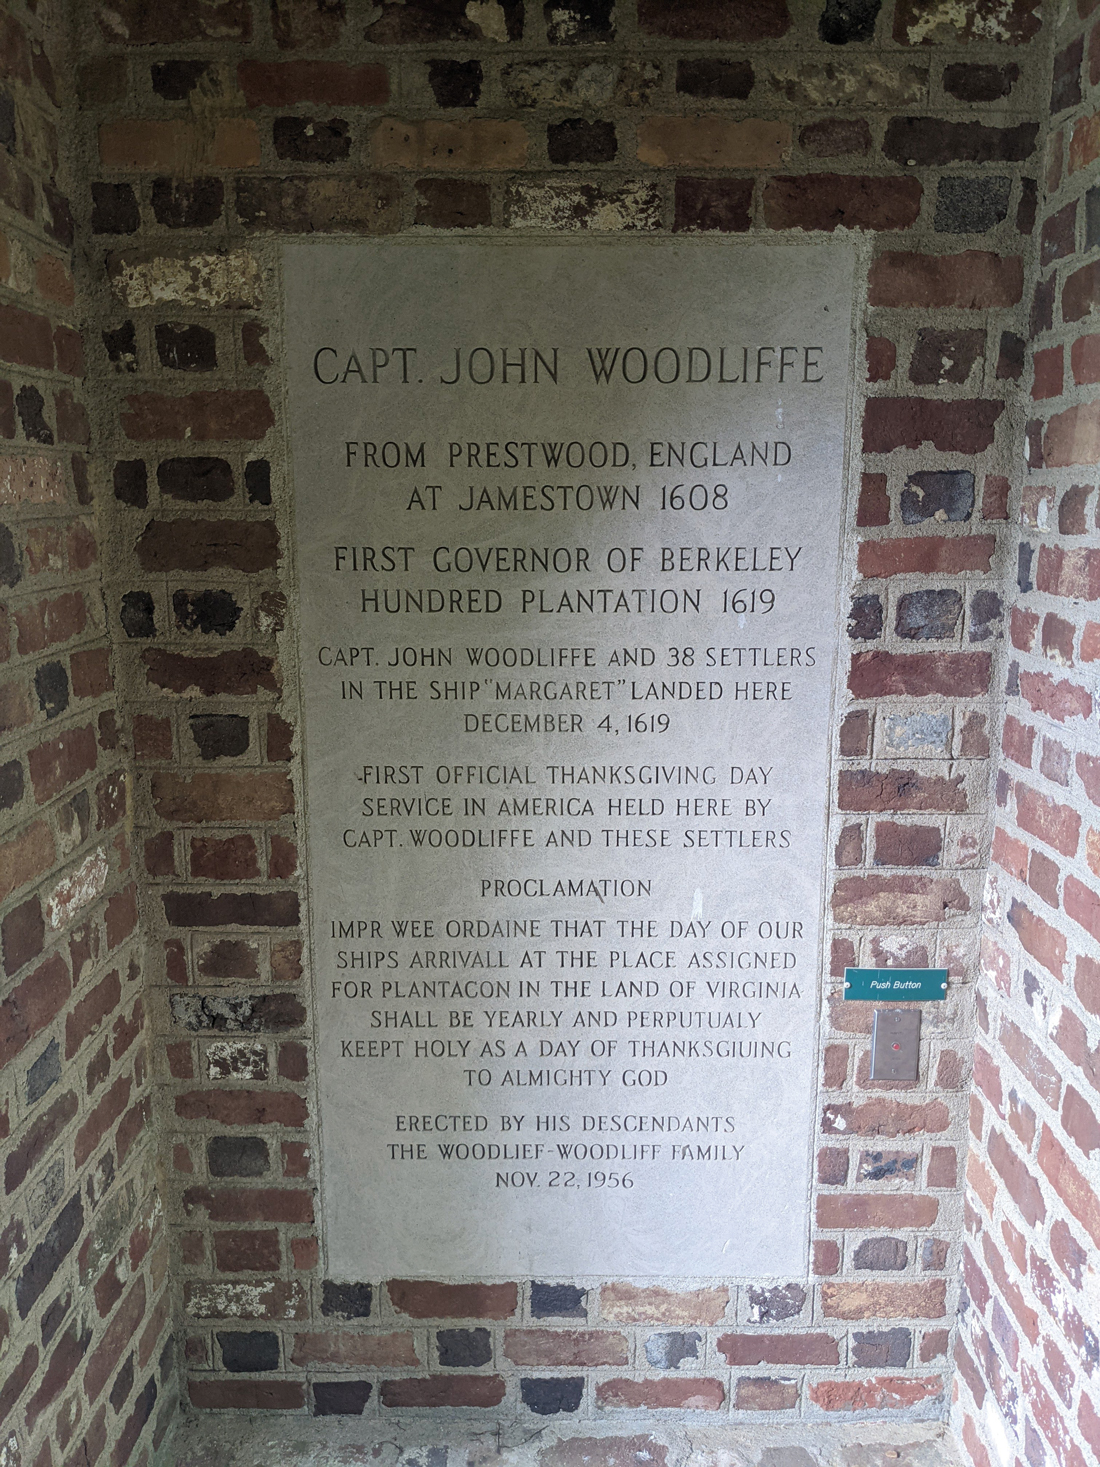 CAPT. JOHN WOODLIFFE
FROM PRESTWOOD, ENGLAND
AT JAMESTOWN 1608
FIRST GOVERNOR OF BERKELEY
HUNDRED PLANTATION 1619
CAPT. JOHN WOODLIFFE AND 38 SETTLERS
IN THE SHIP "MARGARET" LANDED HERE
DECEMBER 4, 1619
FIRST OFFICIAL THANKSGIVING DAY
SERVICE IN AMERICA HELD HERE BY
CAPT. WOODLIFFE AND THESE SETTLERS
PROCLAMATION
IMPR WEE ORDAINE THAT THE DAY OF OUR
SHIPS ARRIVALL AT THE PLACE ASSIGNED
FOR PLANTACON IN THE LAND OF VIRGINIA
SHALL BE YEARLY AND PERPUTUALY
KEEPT HOLY AS A DAY OF THANKSGIUING
TO ALMIGHTY GOD
ERECTED BY HIS DESCENDANTS
THE WOODLIEF-WOODLIFF FAMILY
NOV. 22, 1956
Push Button